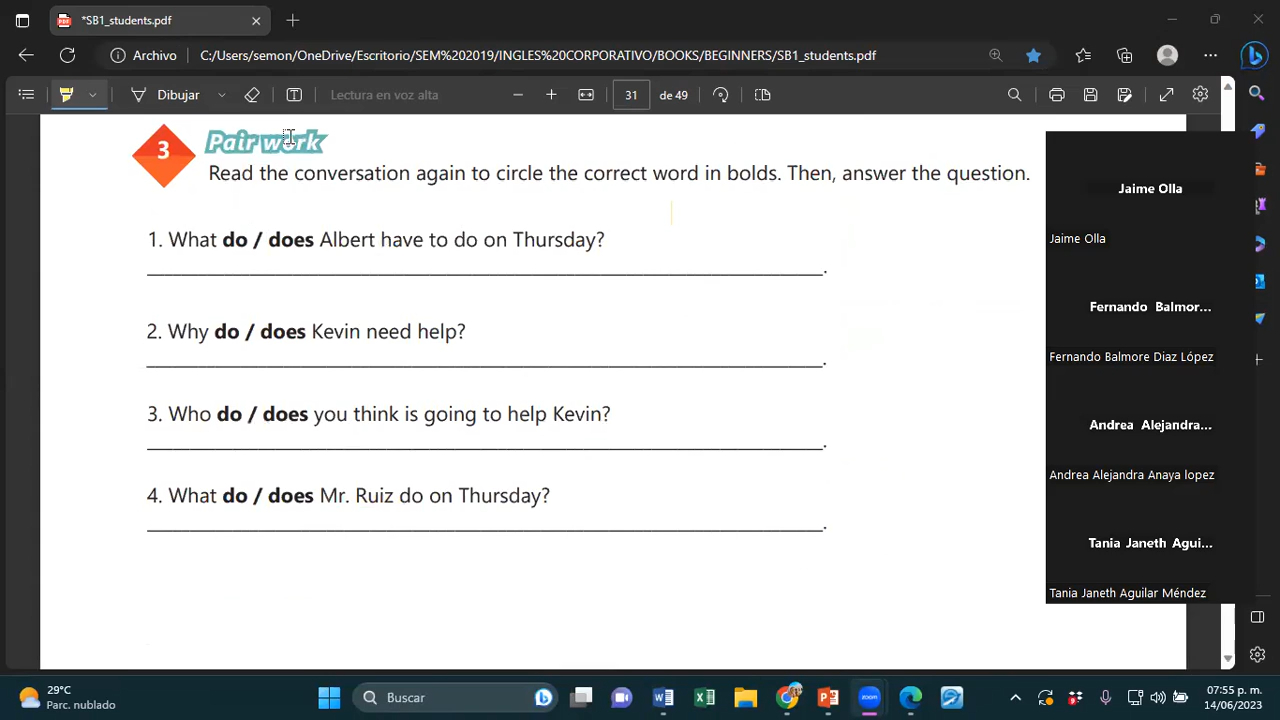 *SB1_students.pdf
Archivo
C:/Users/semon/OneDrive/Escritorio/SEM%202019/INGLES%20CORPORATIVO/BOOKS/BEGINNERS/SB1_students.pdf
Dibujar
Lectura en voz alta
31
de 49
3
Pair work
Read the conversation again to circle the correct word in bolds. Then, answer the question.
1. What do / does Albert have to do on Thursday?
2. Why do / does Kevin need help?
3. Who do / does you think is going to help Kevin?
4. What do / does Mr. Ruiz do on Thursday?
Jaime Olla
Jaime Olla
Fernando Balmor...
Fernando Balmore Diaz López
Andrea Alejandra...
Andrea Alejandra Anaya lopez
Tania Janeth Agui...
Tania Janeth Aguilar Méndez
29°C
Parc. nublado
Buscar
07:55 p. m.
14/06/2023